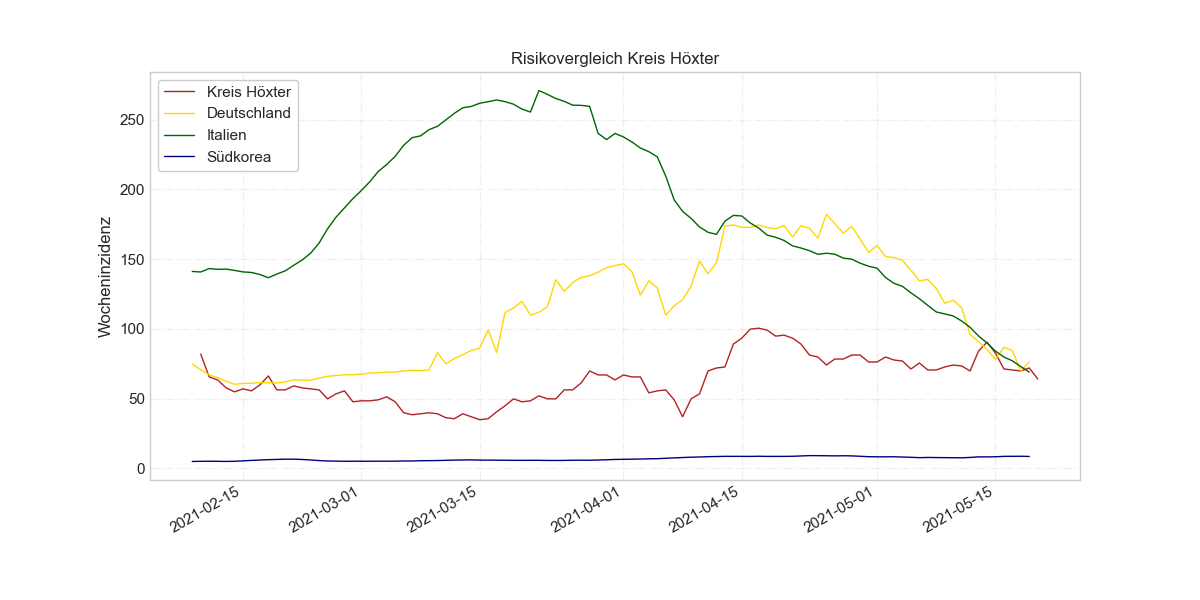 Risikovergleich Kreis Höxter
Kreis Höxter
Deutschland
Italien
Südkorea
Wocheninzidenz
250
200
150
100
50
0
2021-02-15
2021-03-01
2021-03-15
2021-04-01
2021-04-15
2021-05-01
2021-05-15